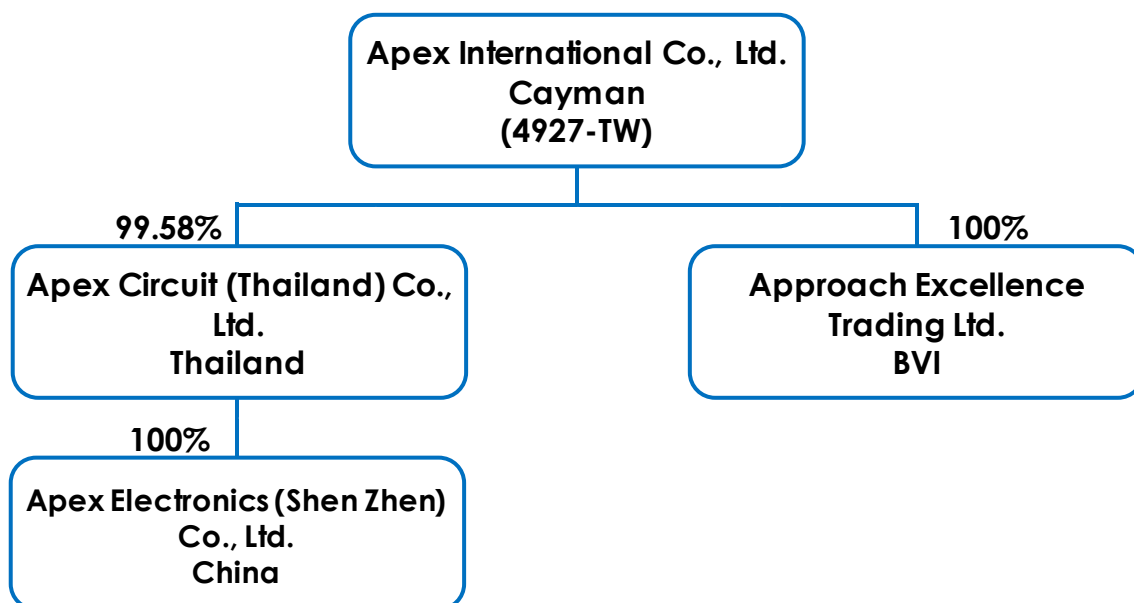 Apex International Co., Ltd.
Cayman
(4927-TW)
99.58%
100%
Apex Circuit (Thailand) Co.,
Ltd.
Thailand
Approach Excellence
Trading Ltd.
BVI
100%
Apex Electronics (Shen Zhen)
Co., Ltd.
China